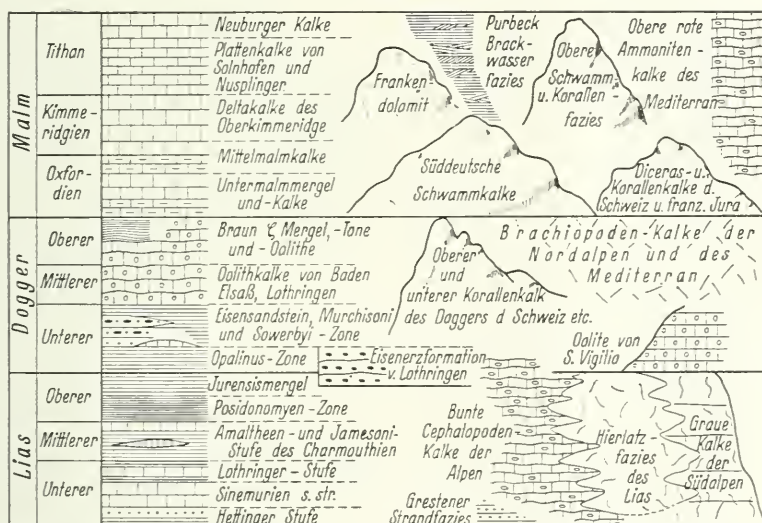 Malm
Tithan
Kimme-
ridgien
Oxfor-
dien
Neuburger Kalke
Plattenkalke von
Solnhofen und
Nusplinger
Deltakalke des
Oberkimmeridge
Mittelmalmkalke
Untermalmmergel
und-Kalke
Franken-
dolomit
Purbeck
Brack-
wasser
fazies
Obere
Schwamm-
u. Korallen-
fazies
Obere rote
Ammoniten-
kalke des
Mediterran
Süddeutsche
Schwammkalke
Diceras-u.
Korallenkalke d.
Schweiz u. franz. Jura
Dogger
Oberer
Mittlerer
Unterer
Braun ζ Mergel,-Tone
und-Oolithe
Oolithkalke von Baden
Elsaß, Lothringen
Eisensandstein, Murchisoni
und Sowerbyi-Zone
Opalinus-Zone
Oberer
und
unterer Korallenkalk
des Doggers d Schweiz etc.
Brachiopoden-Kalke der
Nordalpen und des
Mediterran
Eisenerzformation
v. Lothringen
Oolite von
S. Vigilio
Lias
Oberer
Mittlerer
Unterer
Jurensismergel
Posidonomyen-Zone
Amaltheen-und Jamesoni-
Stufe des Charmouthien
Lothringer-Stufe
Sinemurien s. str.
Hettinger Stufe
Bunte
Cephalopoden-
Kalke der
Alpen
Grestener
Strandfazies
Hierlatz-
fazies
des
Lias
Graue
Kalke
der
Südalpen